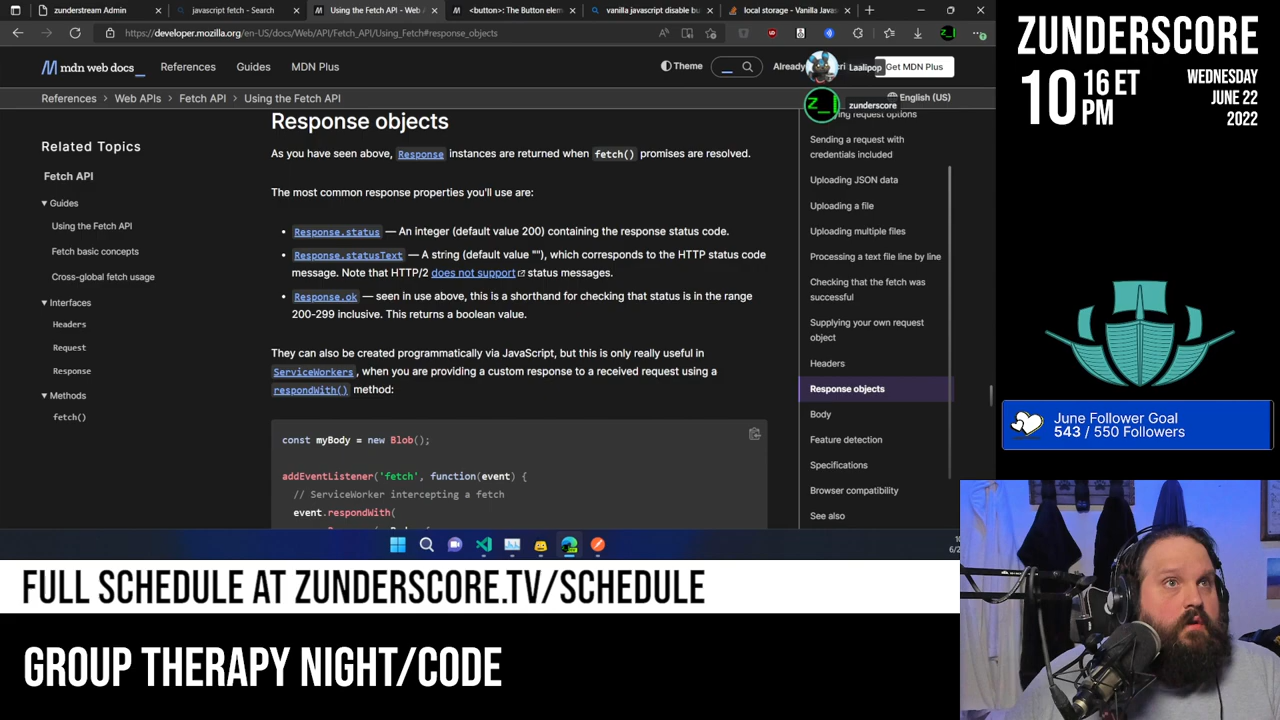 zunderstream Admin
javascript fetch - Search
Using the Fetch API - Web A
<button>: The Button elem
vanilla javascript disable bu
local storage - Vanilla Javas
https://developer.mozilla.org/en-US/docs/Web/API/Fetch_API/Using_Fetch#response_objects
mdn web docs_
References
Guides
MDN Plus
Theme
Already
Laalipop
Get MDN Plus
References > Web APIs > Fetch API > Using the Fetch API
zunderscore
English (US)
Related Topics
Fetch API
Guides
Using the Fetch API
Fetch basic concepts
Cross-global fetch usage
Interfaces
Headers
Request
Response
Methods
fetch()
Response objects
As you have seen above, Response instances are returned when fetch() promises are resolved.
The most common response properties you'll use are:
Response.status — An integer (default value 200) containing the response status code.
Response.statusText — A string (default value ""), which corresponds to the HTTP status code
message. Note that HTTP/2 does not support status messages.
Response.ok — seen in use above, this is a shorthand for checking that status is in the range
200-299 inclusive. This returns a boolean value.
They can also be created programmatically via JavaScript, but this is only really useful in
ServiceWorkers, when you are providing a custom response to a received request using a
respondWith() method:
const myBody = new Blob();
addEventListener('fetch', function(event) {
// ServiceWorker intercepting a fetch
event.respondWith(
request options
Sending a request with
credentials included
Uploading JSON data
Uploading a file
Uploading multiple files
Processing a text file line by line
Checking that the fetch was
successful
Supplying your own request
object
Headers
Response objects
Body
Feature detection
Specifications
Browser compatibility
See also
ZUNDERSCORE
10 16 ET
PM
WEDNESDAY
JUNE 22
2022
June Follower Goal
543 / 550 Followers
FULL SCHEDULE AT ZUNDERSCORE.TV/SCHEDULE
GROUP THERAPY NIGHT/CODE